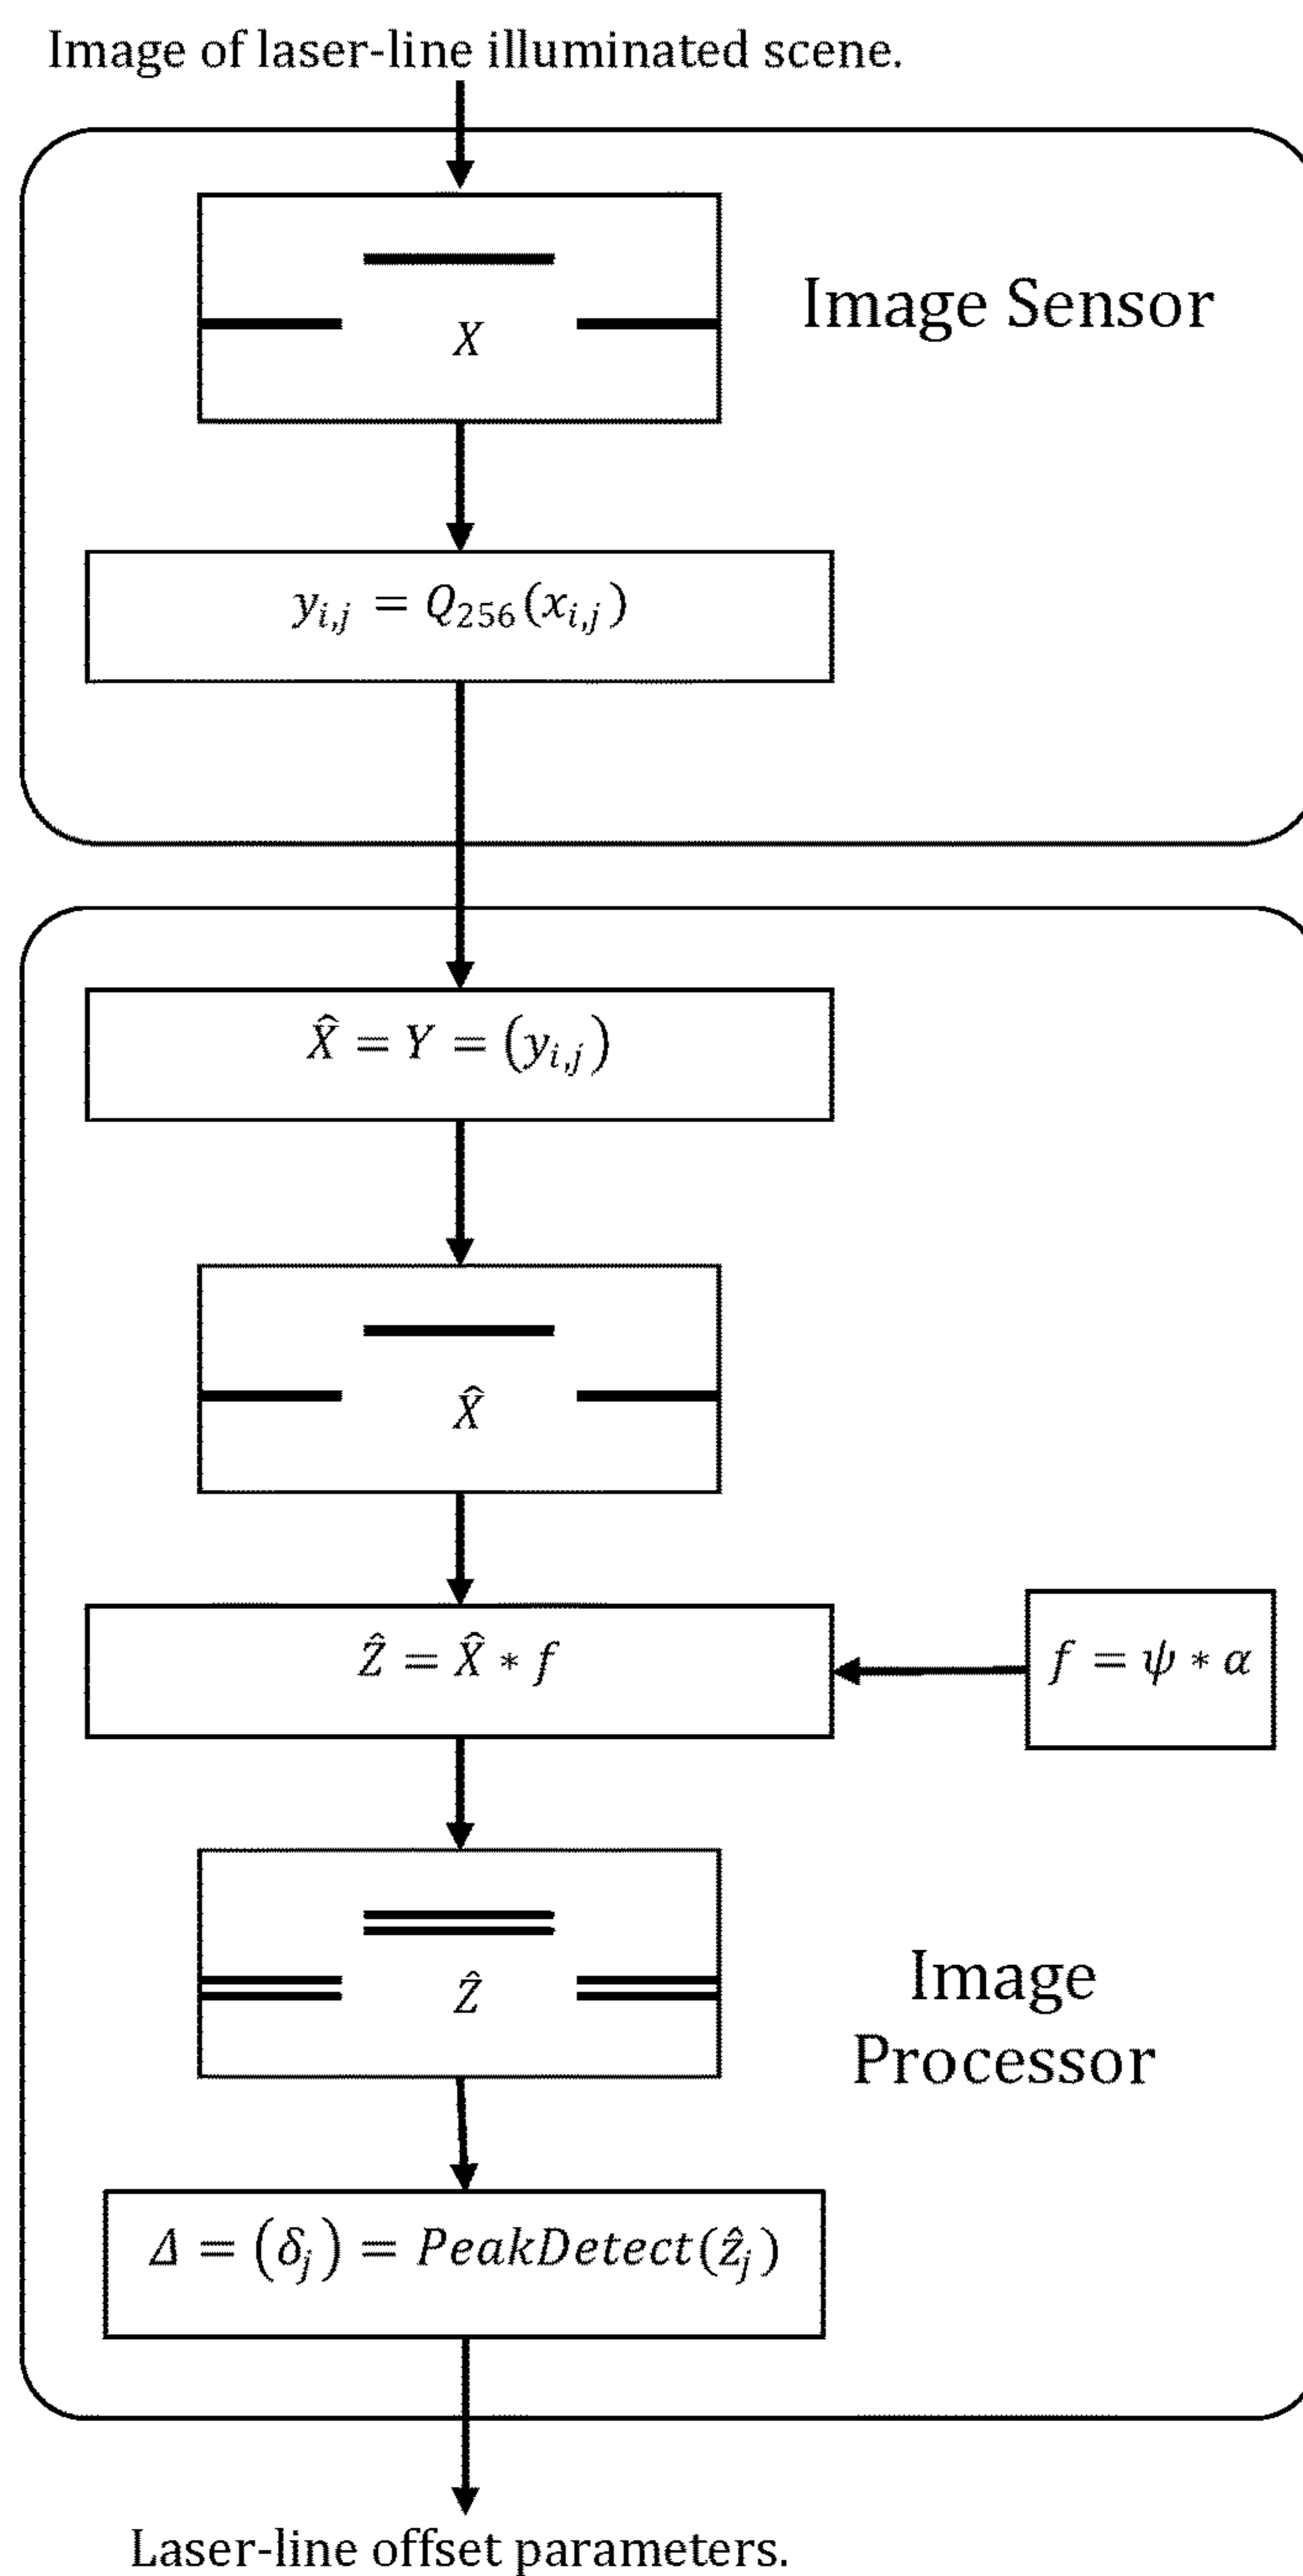 Image of laser-line illuminated scene.
Image Sensor
X
y_{i,j} = Q_{256}(x_{i,j})
X̂ = Y = (y_{i,j})
X̂
Ẑ = X̂ * f
f = ψ * α
Ẑ
Image
Processor
Δ = (δ_j) = PeakDetect(ẑ_j)
Laser-line offset parameters.